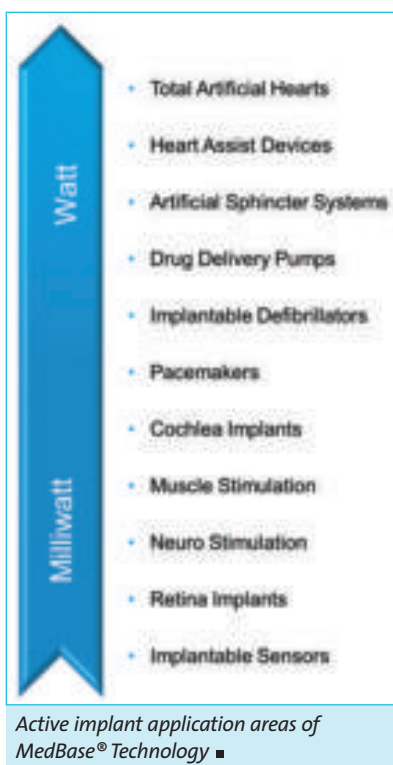 Watt
Milliwatt
• Total Artificial Hearts
• Heart Assist Devices
• Artificial Sphincter Systems
• Drug Delivery Pumps
• Implantable Defibrillators
• Pacemakers
• Cochlea Implants
• Muscle Stimulation
• Neuro Stimulation
• Retina Implants
• Implantable Sensors
Active implant application areas of
MedBase® Technology ■